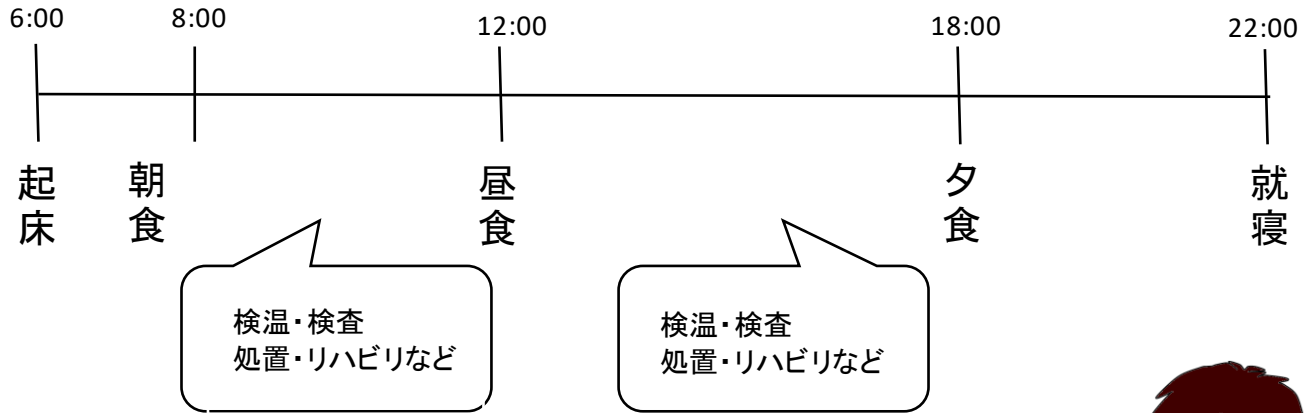 6:00
8:00
12:00
18:00
22:00
起床
朝食
昼食
夕食
就寝
検温・検査
処置・リハビリなど
検温・検査
処置・リハビリなど